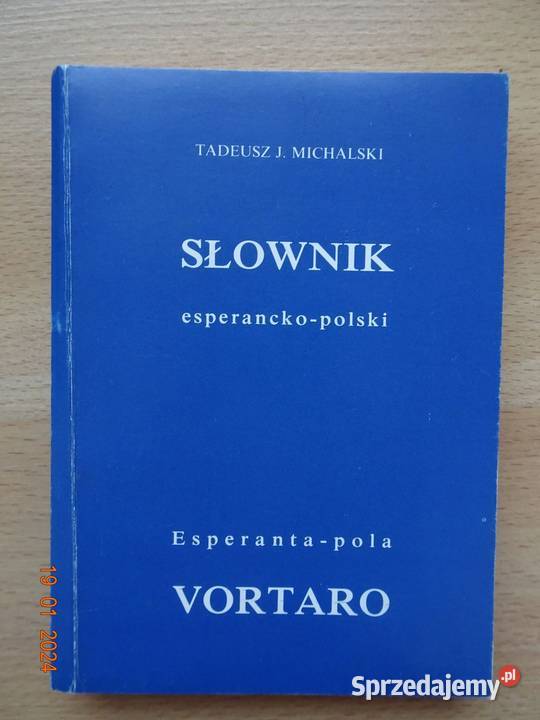 TADEUSZ J. MICHALSKI
SŁOWNIK
esperancko-polski
Esperanta-pola
VORTARO
19 01 2024
Sprzedajemy.pl